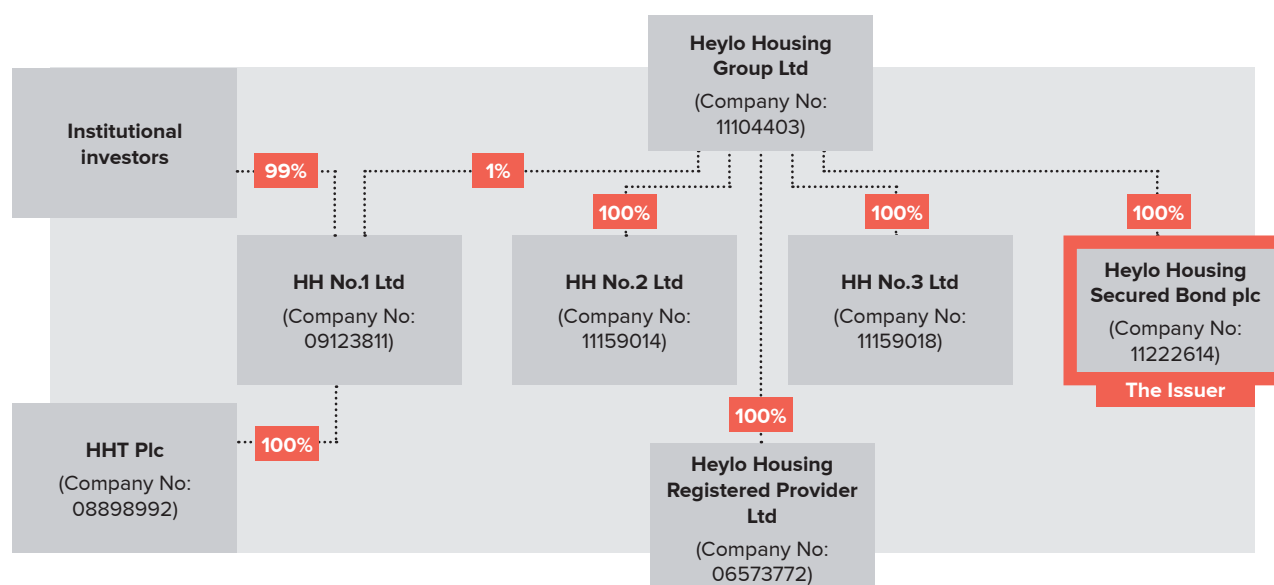 Heylo Housing
Group Ltd
(Company No:
11104403)
Institutional
investors
99%
1%
100%
100%
100%
HH No.1 Ltd
(Company No:
09123811)
HH No.2 Ltd
(Company No:
11159014)
HH No.3 Ltd
(Company No:
11159018)
Heylo Housing
Secured Bond plc
(Company No:
11222614)
The Issuer
HHT Plc
(Company No:
08898992)
100%
100%
Heylo Housing
Registered Provider
Ltd
(Company No:
06573772)